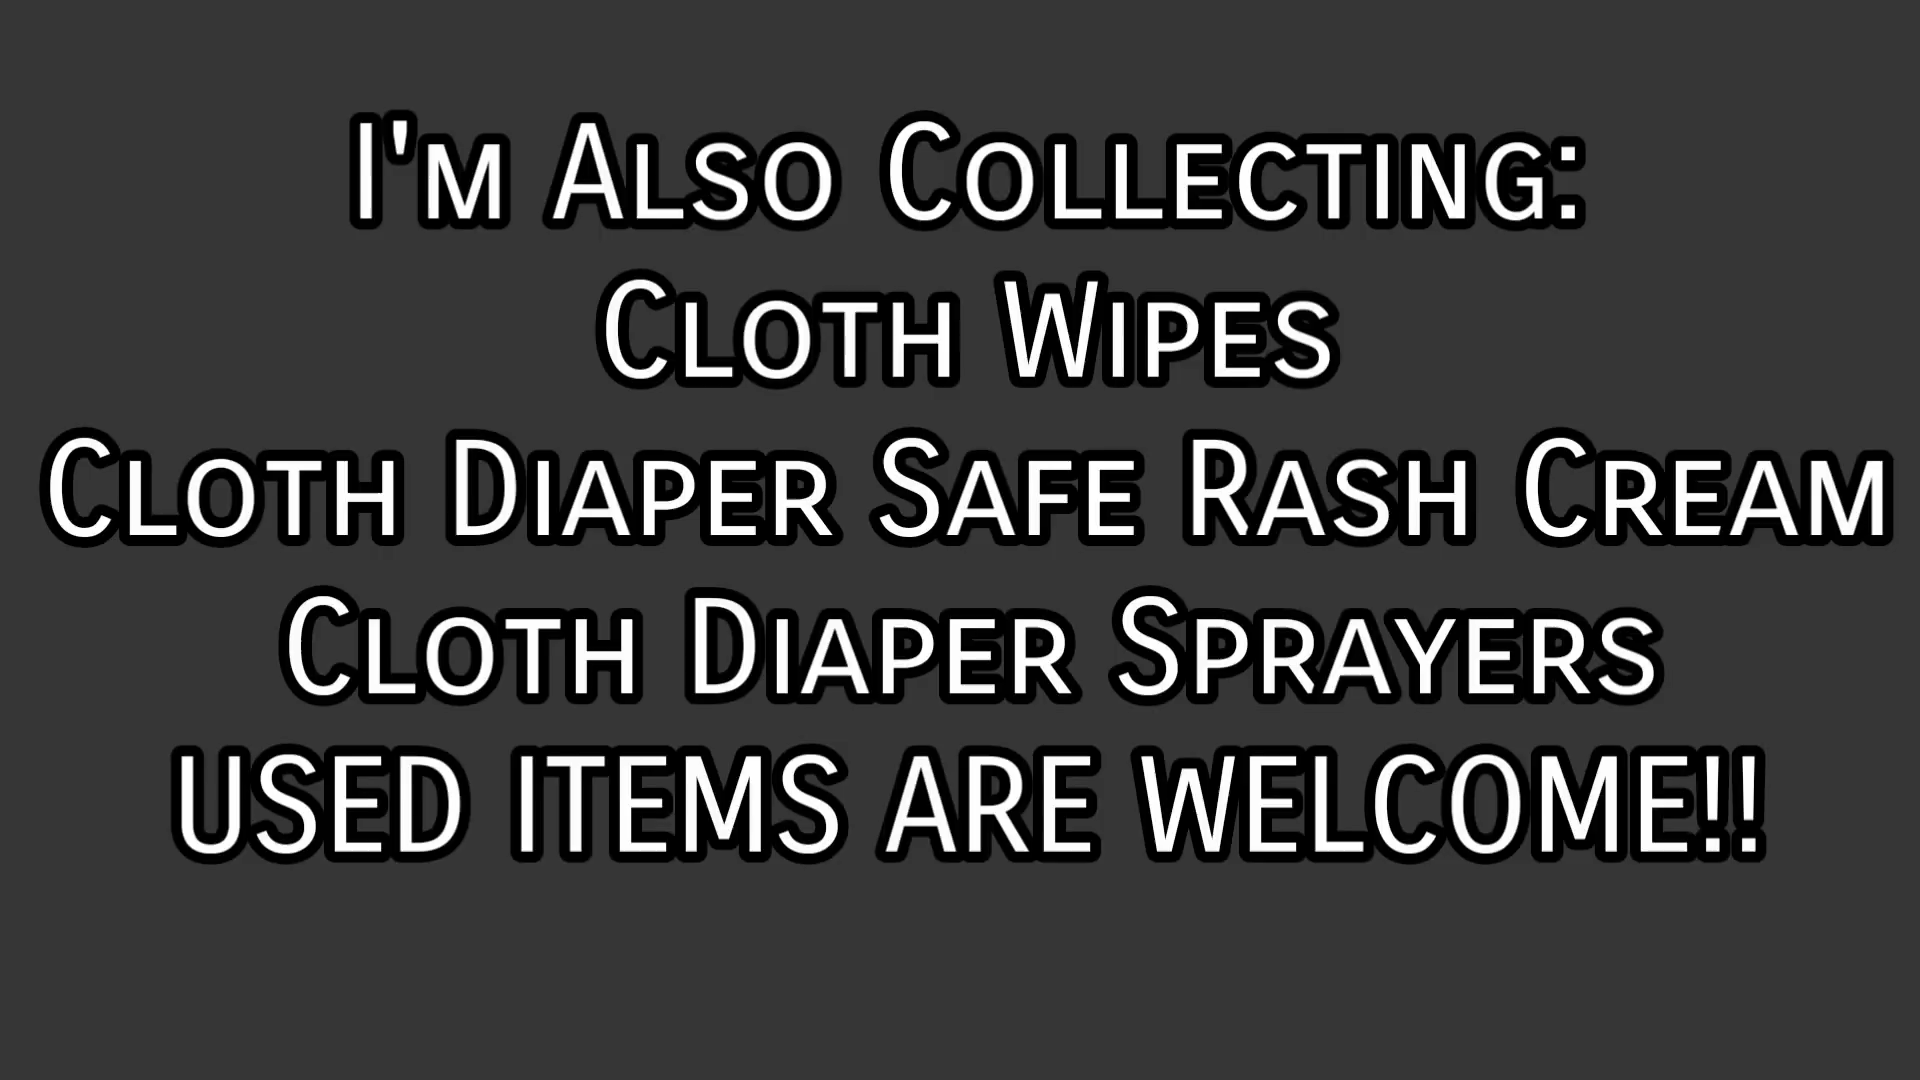 I'm Also Collecting:
Cloth Wipes
Cloth Diaper Safe Rash Cream
Cloth Diaper Sprayers
USED ITEMS ARE WELCOME!!